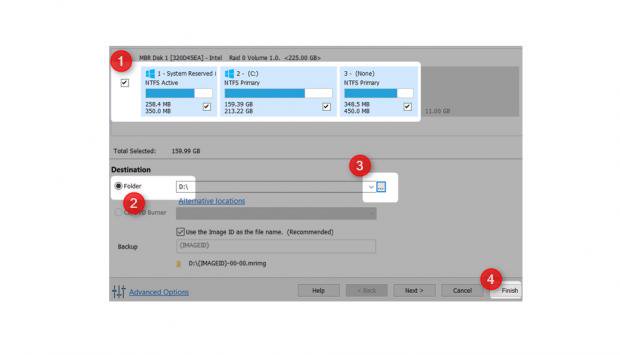 1
MBR Disk 1 [320D45EA] - Intel Raid 0 Volume 1.0. <225.00 GB>
1 - System Reserved (
NTFS Active
258.4 MB
350.0 MB
2 - (C:)
NTFS Primary
159.39 GB
213.22 GB
3 - (None)
NTFS Primary
348.5 MB
450.0 MB
11.00 GB
Total Selected: 159.99 GB
Destination
3
Folder D:\ ...
2
Alternative locations
Burner
Use the Image ID as the file name. (Recommended)
Backup {IMAGEID}
D:\{IMAGEID}-00-00.mrimg
4
Advanced Options Help < Back Next > Cancel Finish